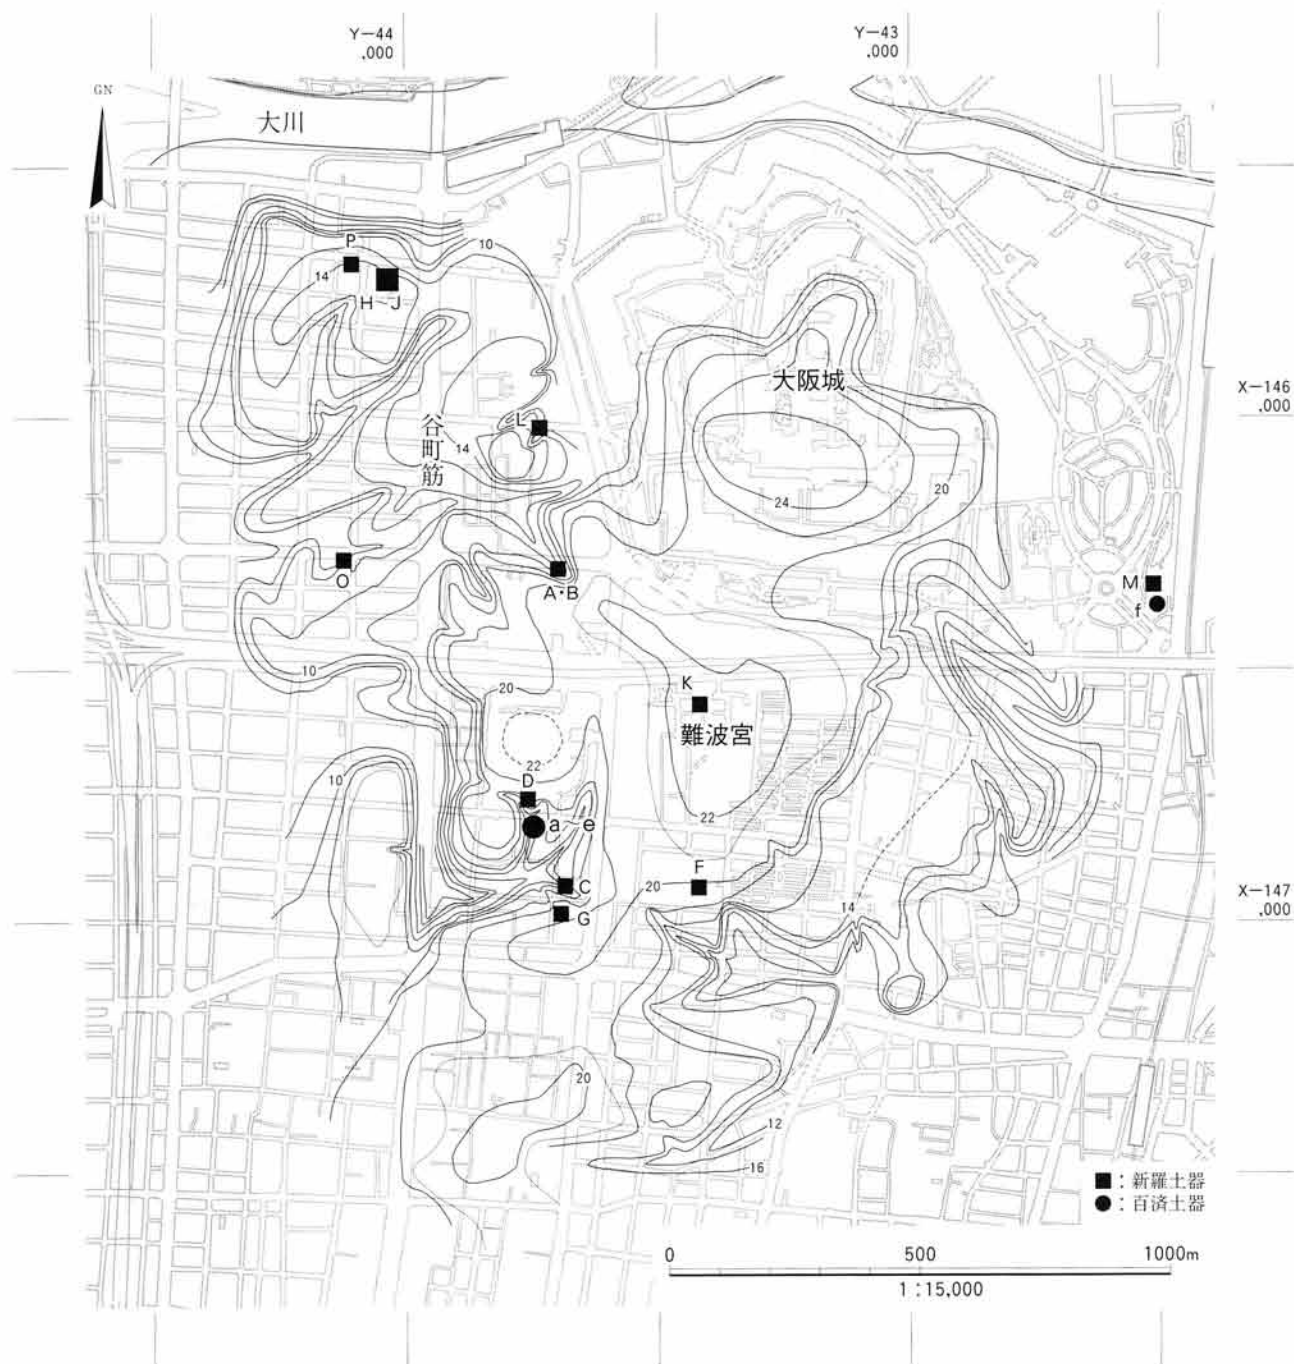 Y-44
,000
Y-43
,000
GN
大川
P
10
14
H~J
大阪城
X-146
,000
L
谷町筋
14
20
24
O
A・B
M
f
10
20
K
難波宮
10
22
D
22
a~e
F
20
C
G
14
X-147
,000
20
12
16
■：新羅土器
●：百済土器
0 500 1000m
1：15,000